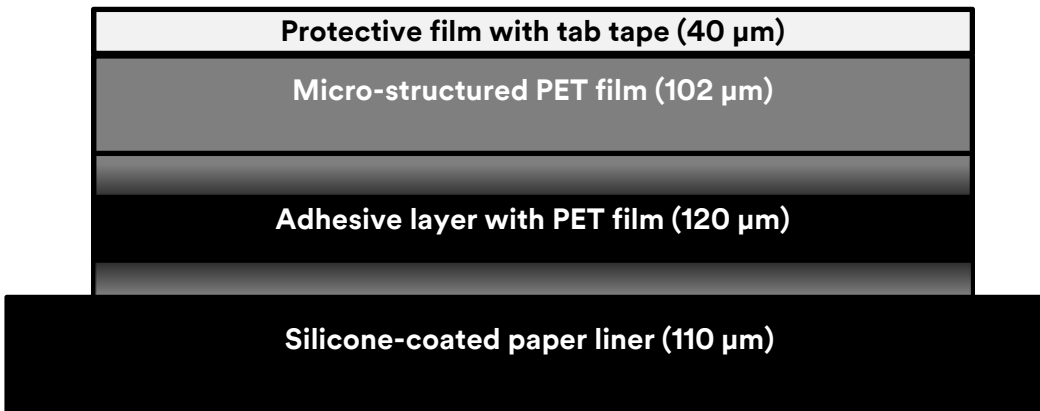 Protective film with tab tape (40 µm)
Micro-structured PET film (102 µm)
Adhesive layer with PET film (120 µm)
Silicone-coated paper liner (110 µm)